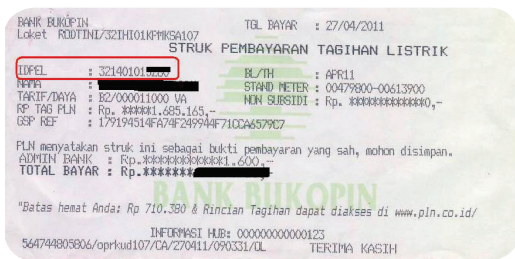 BANK BUKOPIN TGL BAYAR : 27/04/2011
Loket RODTINI/32IHI01KPMKSA107
STRUK PEMBAYARAN TAGIHAN LISTRIK
IDPEL : BL/TH : APR11
NAMA : STAND METER : 00479800-00613900
TARIF/DAYA : B2/000011000 VA NON SUBSIDI : Rp. *************0,-
RP TAG PLN : Rp. *****1.685.165,-
GSP REF : 179194514FA74F249944F71CCA6579C7
PLN menyatakan struk ini sebagai bukti pembayaran yang sah, mohon disimpan.
ADMIN BANK : Rp.************1.600,-
TOTAL BAYAR : Rp.*******
BANK BUKOPIN
"Batas hemat Anda: Rp 710.380 & Rincian Tagihan dapat diakses di www.pln.co.id/
INFORMASI HUB: 000000000000123
564744805806/oprkud107/CA/270411/090331/OL TERIMA KASIH